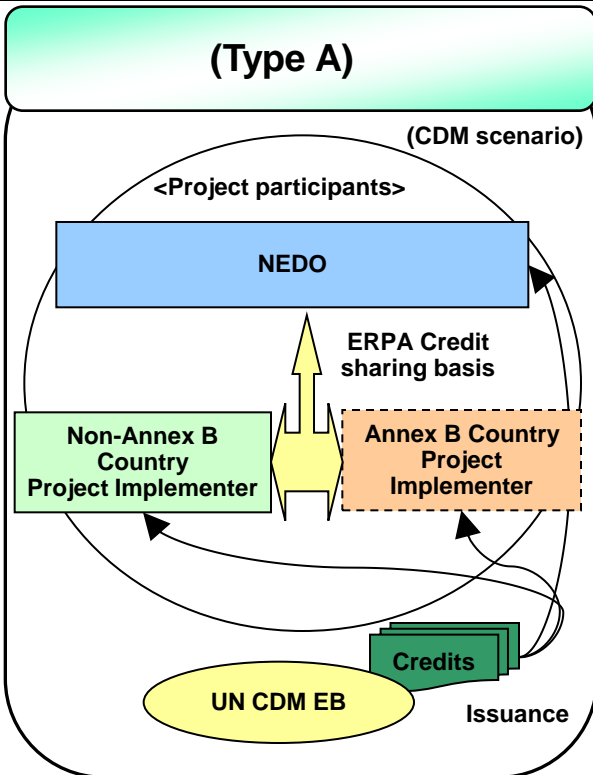 (Type A)
(CDM scenario)
<Project participants>
NEDO
ERPA Credit
sharing basis
Non-Annex B
Country
Project Implementer
Annex B Country
Project
Implementer
Credits
UN CDM EB
Issuance